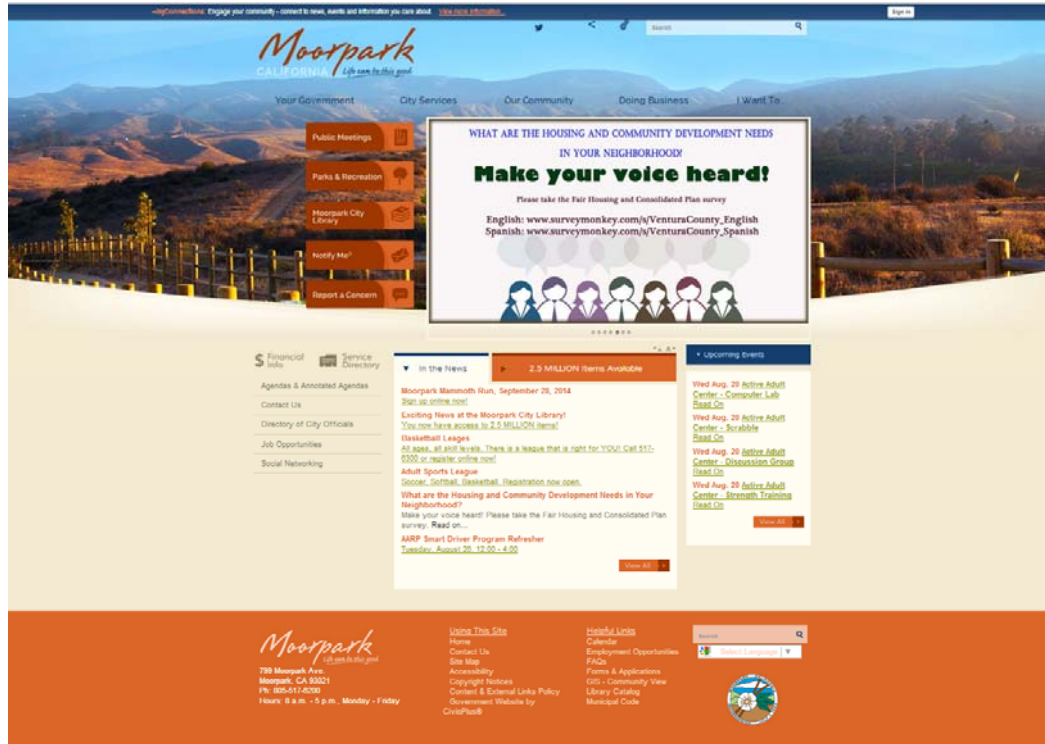 myConnections: Engage your community - connect to news, events and information you care about. View more information...
Sign In
Search
Moorpark
CALIFORNIA
Life can be this good
Your Government
City Services
Our Community
Doing Business
I Want To...
Public Meetings
Parks & Recreation
Moorpark City
Library
Notify Me®
Report a Concern
WHAT ARE THE HOUSING AND COMMUNITY DEVELOPMENT NEEDS
IN YOUR NEIGHBORHOOD?
Make your voice heard!
Please take the Fair Housing and Consolidated Plan survey
English: www.surveymonkey.com/s/VenturaCounty_English
Spanish: www.surveymonkey.com/s/VenturaCounty_Spanish
Financial
Info
Service
Directory
Agendas & Annotated Agendas
Contact Us
Directory of City Officials
Job Opportunities
Social Networking
In the News
2.5 MILLION Items Available
Moorpark Mammoth Run, September 28, 2014
Sign up online now!
Exciting News at the Moorpark City Library!
You now have access to 2.5 MILLION items!
Basketball Leages
All ages, all skill levels. There is a league that is right for YOU! Call 517-
6300 or register online now!
Adult Sports League
Soccer, Softball, Basketball. Registration now open.
What are the Housing and Community Development Needs in Your
Neighborhood?
Make your voice heard! Please take the Fair Housing and Consolidated Plan
survey. Read on...
AARP Smart Driver Program Refresher
Tuesday, August 26, 12:00 - 4:00
View All
Upcoming Events
Wed Aug. 20 Active Adult
Center - Computer Lab
Read On
Wed Aug. 20 Active Adult
Center - Scrabble
Read On
Wed Aug. 20 Active Adult
Center - Discussion Group
Read On
Wed Aug. 20 Active Adult
Center - Strength Training
Read On
View All
Moorpark
Life can be this good
799 Moorpark Ave.
Moorpark, CA 93021
Ph: 805-517-6200
Hours: 8 a.m. - 5 p.m., Monday - Friday
Using This Site
Home
Contact Us
Site Map
Accessibility
Copyright Notices
Content & External Links Policy
Government Website by
CivicPlus®
Helpful Links
Calendar
Employment Opportunities
FAQs
Forms & Applications
GIS - Community View
Library Catalog
Municipal Code
Search
Select Language